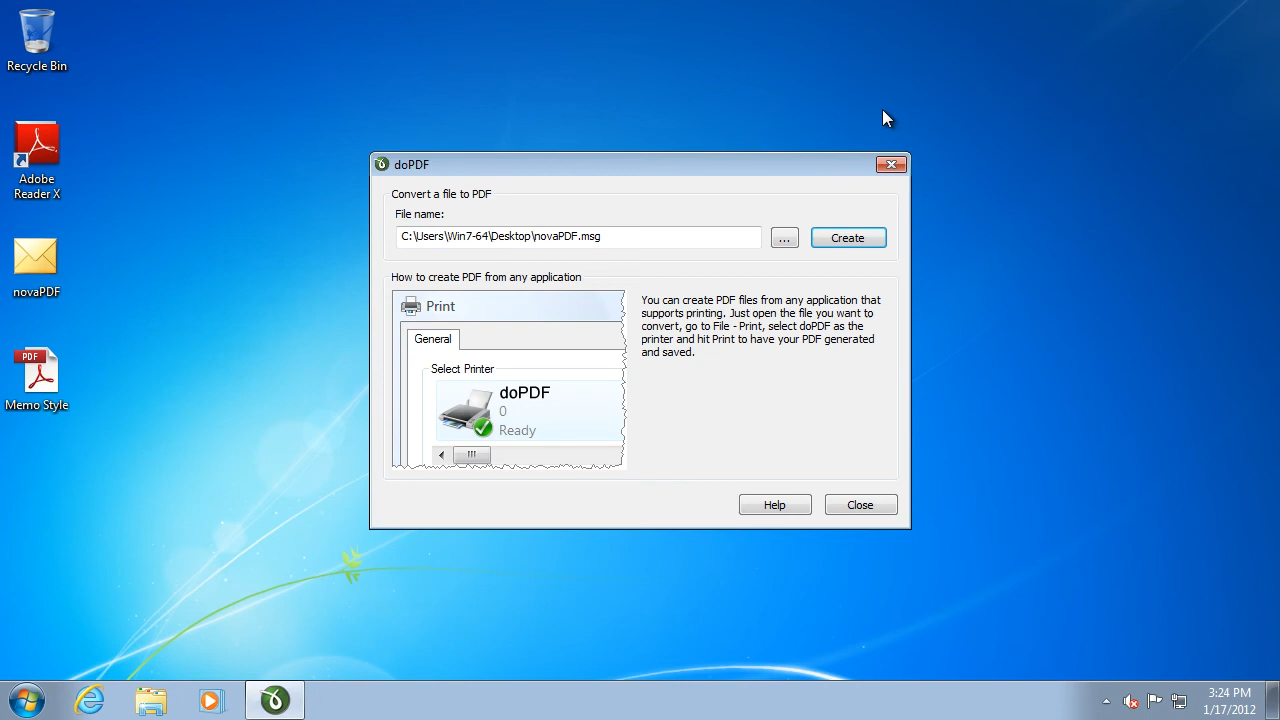 Recycle Bin
Adobe
Reader X
novaPDF
PDF
Memo Style
doPDF
Convert a file to PDF
File name:
C:\Users\Win7-64\Desktop\novaPDF.msg
...
Create
How to create PDF from any application
Print
General
Select Printer
doPDF
0
Ready
You can create PDF files from any application that
supports printing. Just open the file you want to
convert, go to File - Print, select doPDF as the
printer and hit Print to have your PDF generated
and saved.
Help
Close
3:24 PM
1/17/2012